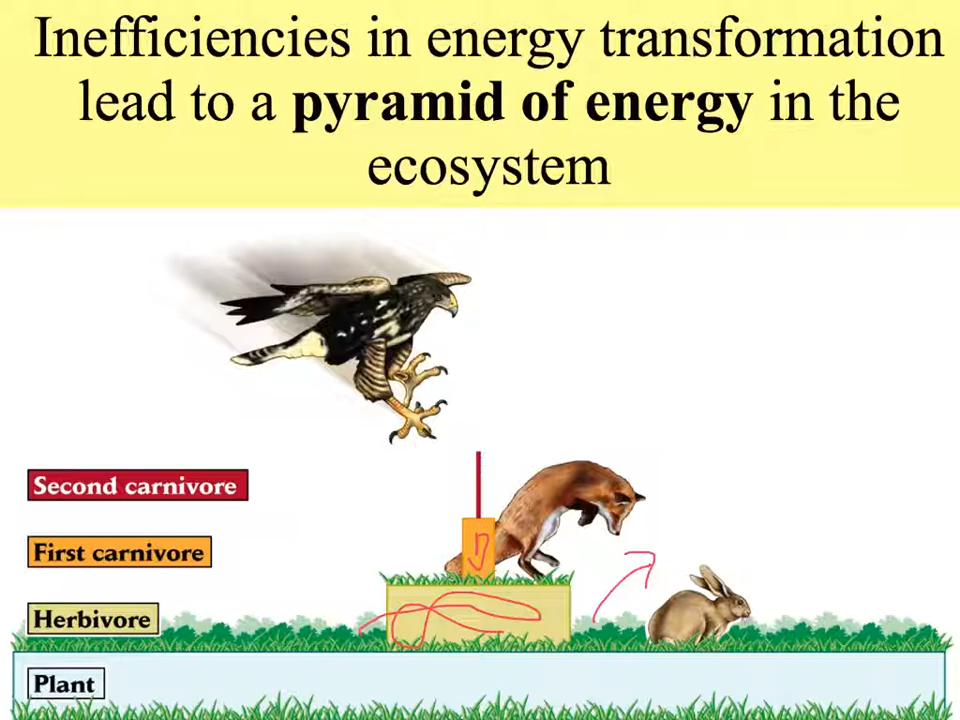 Inefficiencies in energy transformation
lead to a pyramid of energy in the
ecosystem
Second carnivore
First carnivore
Herbivore
Plant